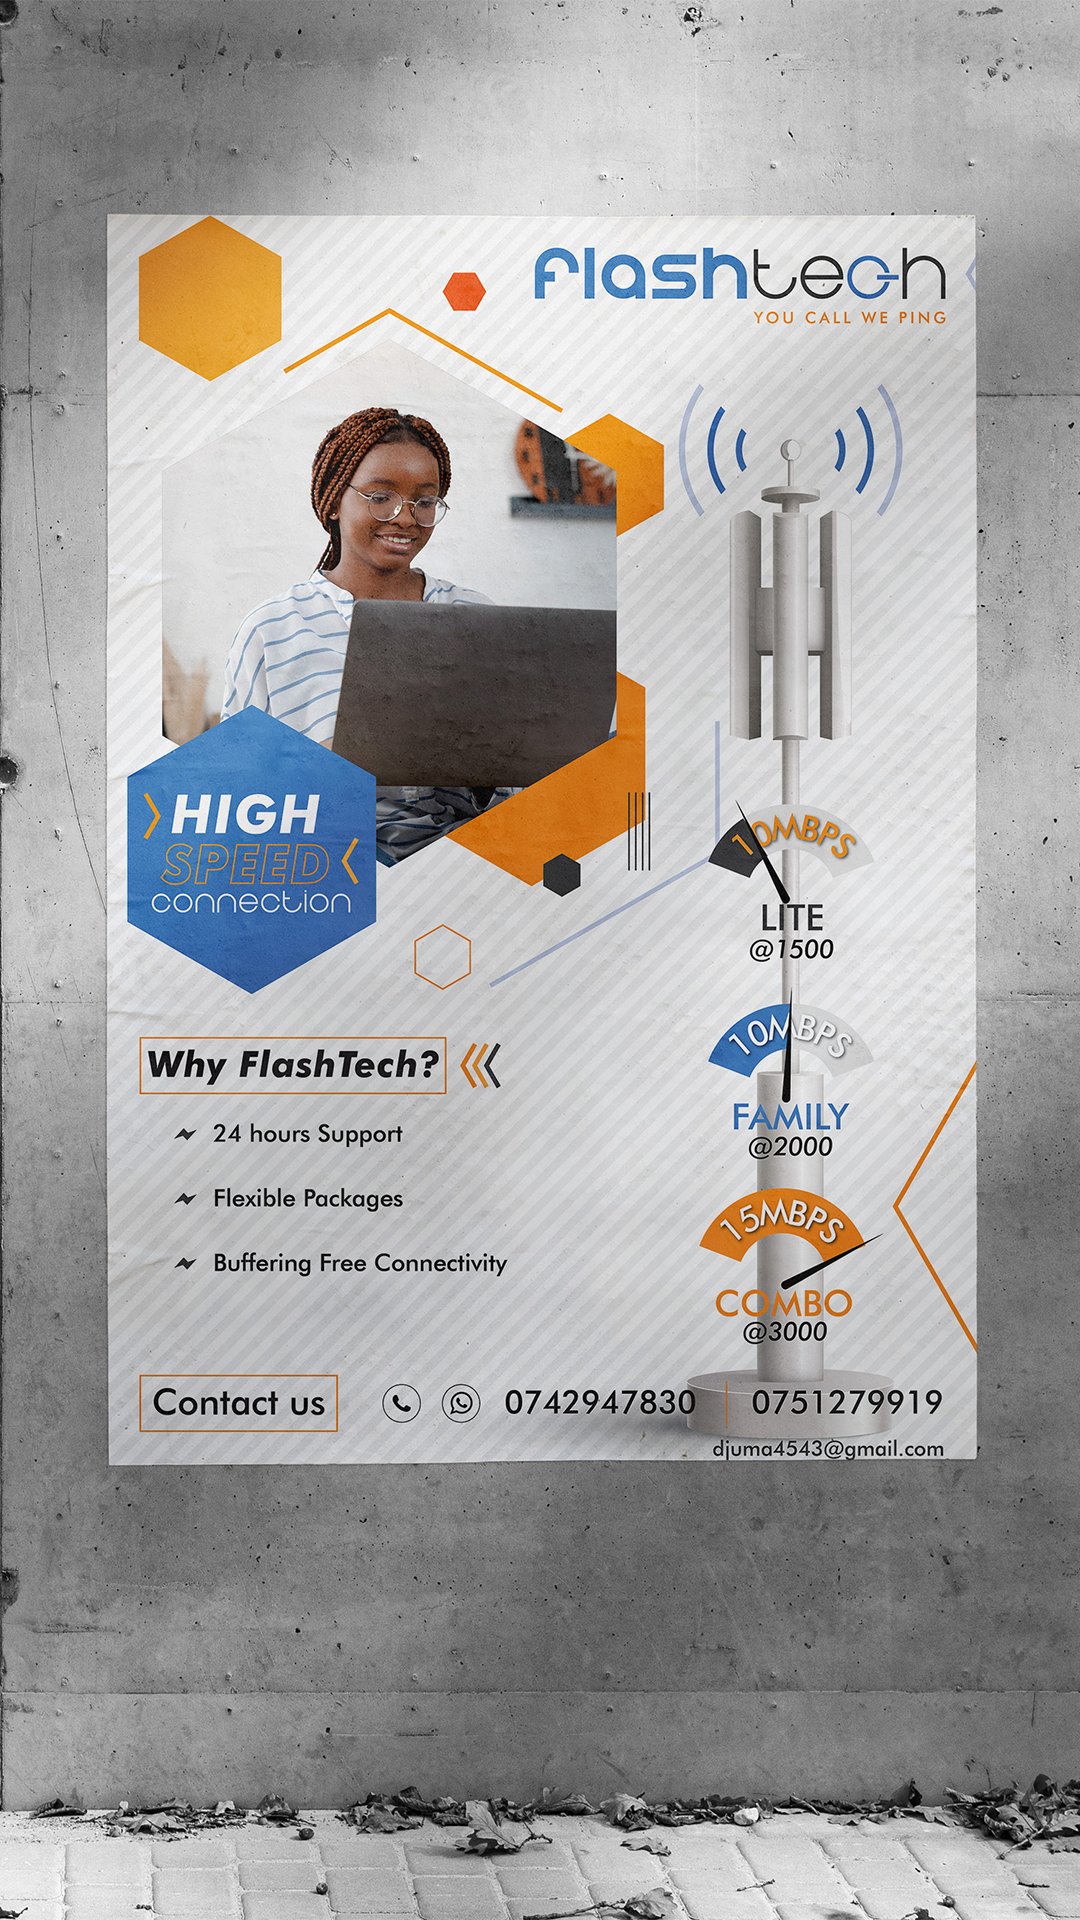 flashtech
YOU CALL WE PING
HIGH
SPEED
connection
10MBPS
LITE
@1500
10MBPS
FAMILY
@2000
15MBPS
COMBO
@3000
Why FlashTech?
24 hours Support
Flexible Packages
Buffering Free Connectivity
Contact us
0742947830 | 0751279919
djuma4543@gmail.com